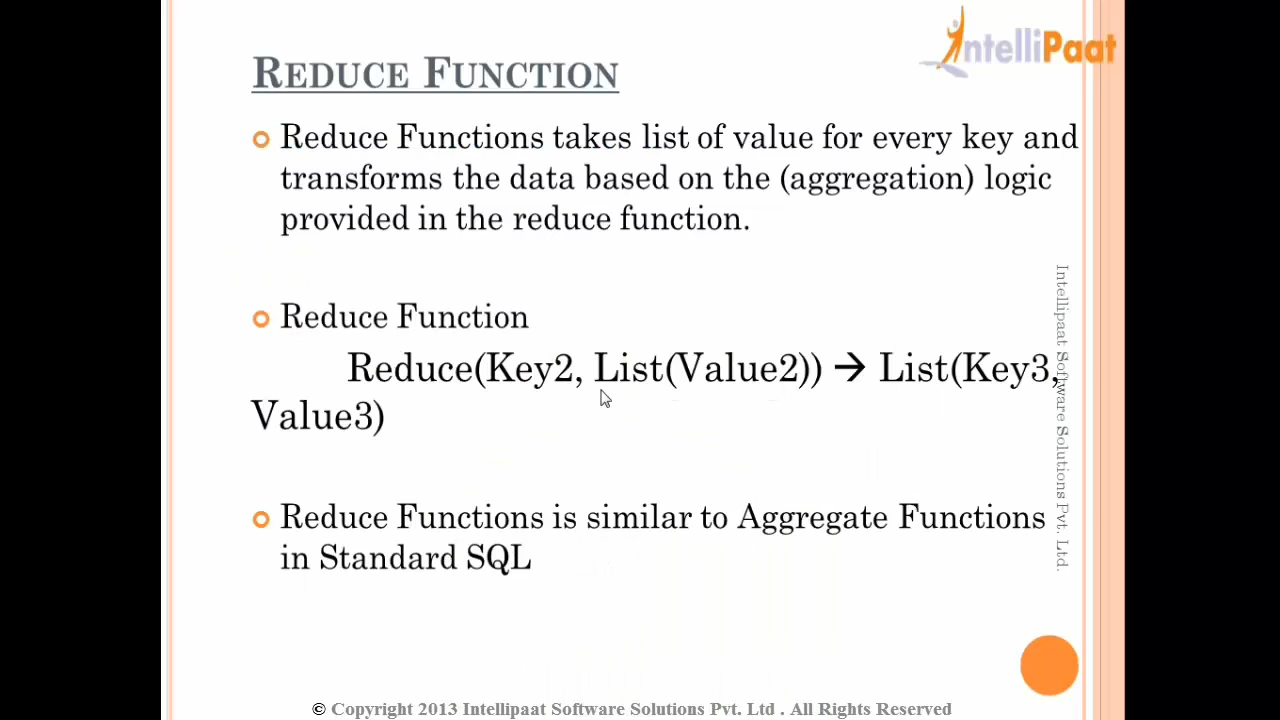 IntelliPaat
REDUCE FUNCTION
Reduce Functions takes list of value for every key and
transforms the data based on the (aggregation) logic
provided in the reduce function.
Reduce Function
Reduce(Key2, List(Value2)) → List(Key3,
Value3)
Reduce Functions is similar to Aggregate Functions
in Standard SQL
Intellipaat Software Solutions Pvt. Ltd.
© Copyright 2013 Intellipaat Software Solutions Pvt. Ltd . All Rights Reserved